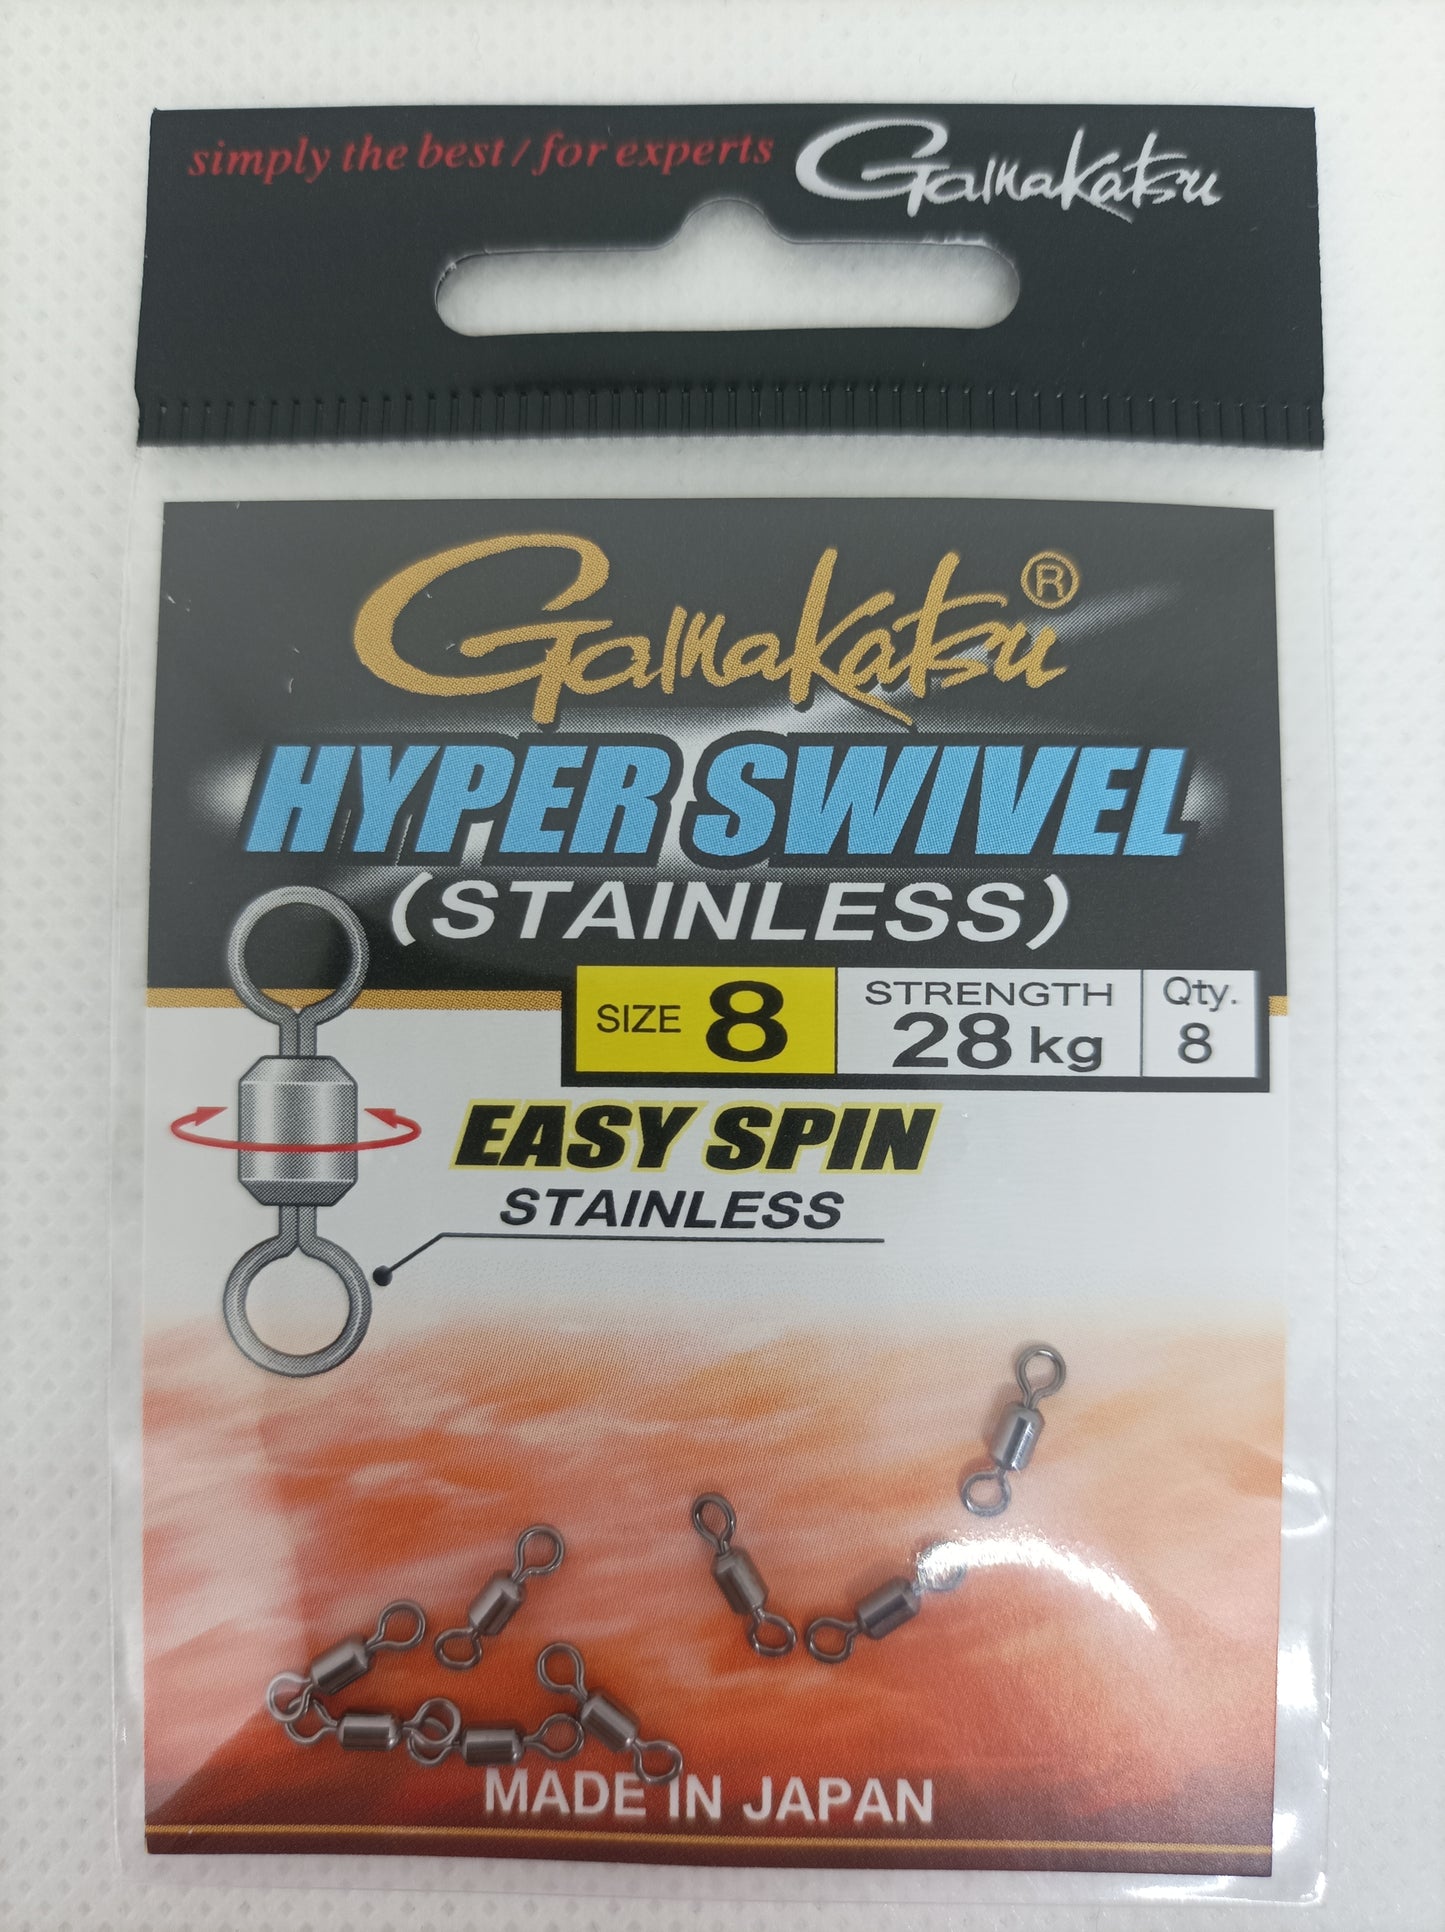 simply the best / for experts Gamakatsu
Gamakatsu ®
HYPER SWIVEL
(STAINLESS)
SIZE 8 STRENGTH 28 kg Qty. 8
EASY SPIN
STAINLESS
MADE IN JAPAN